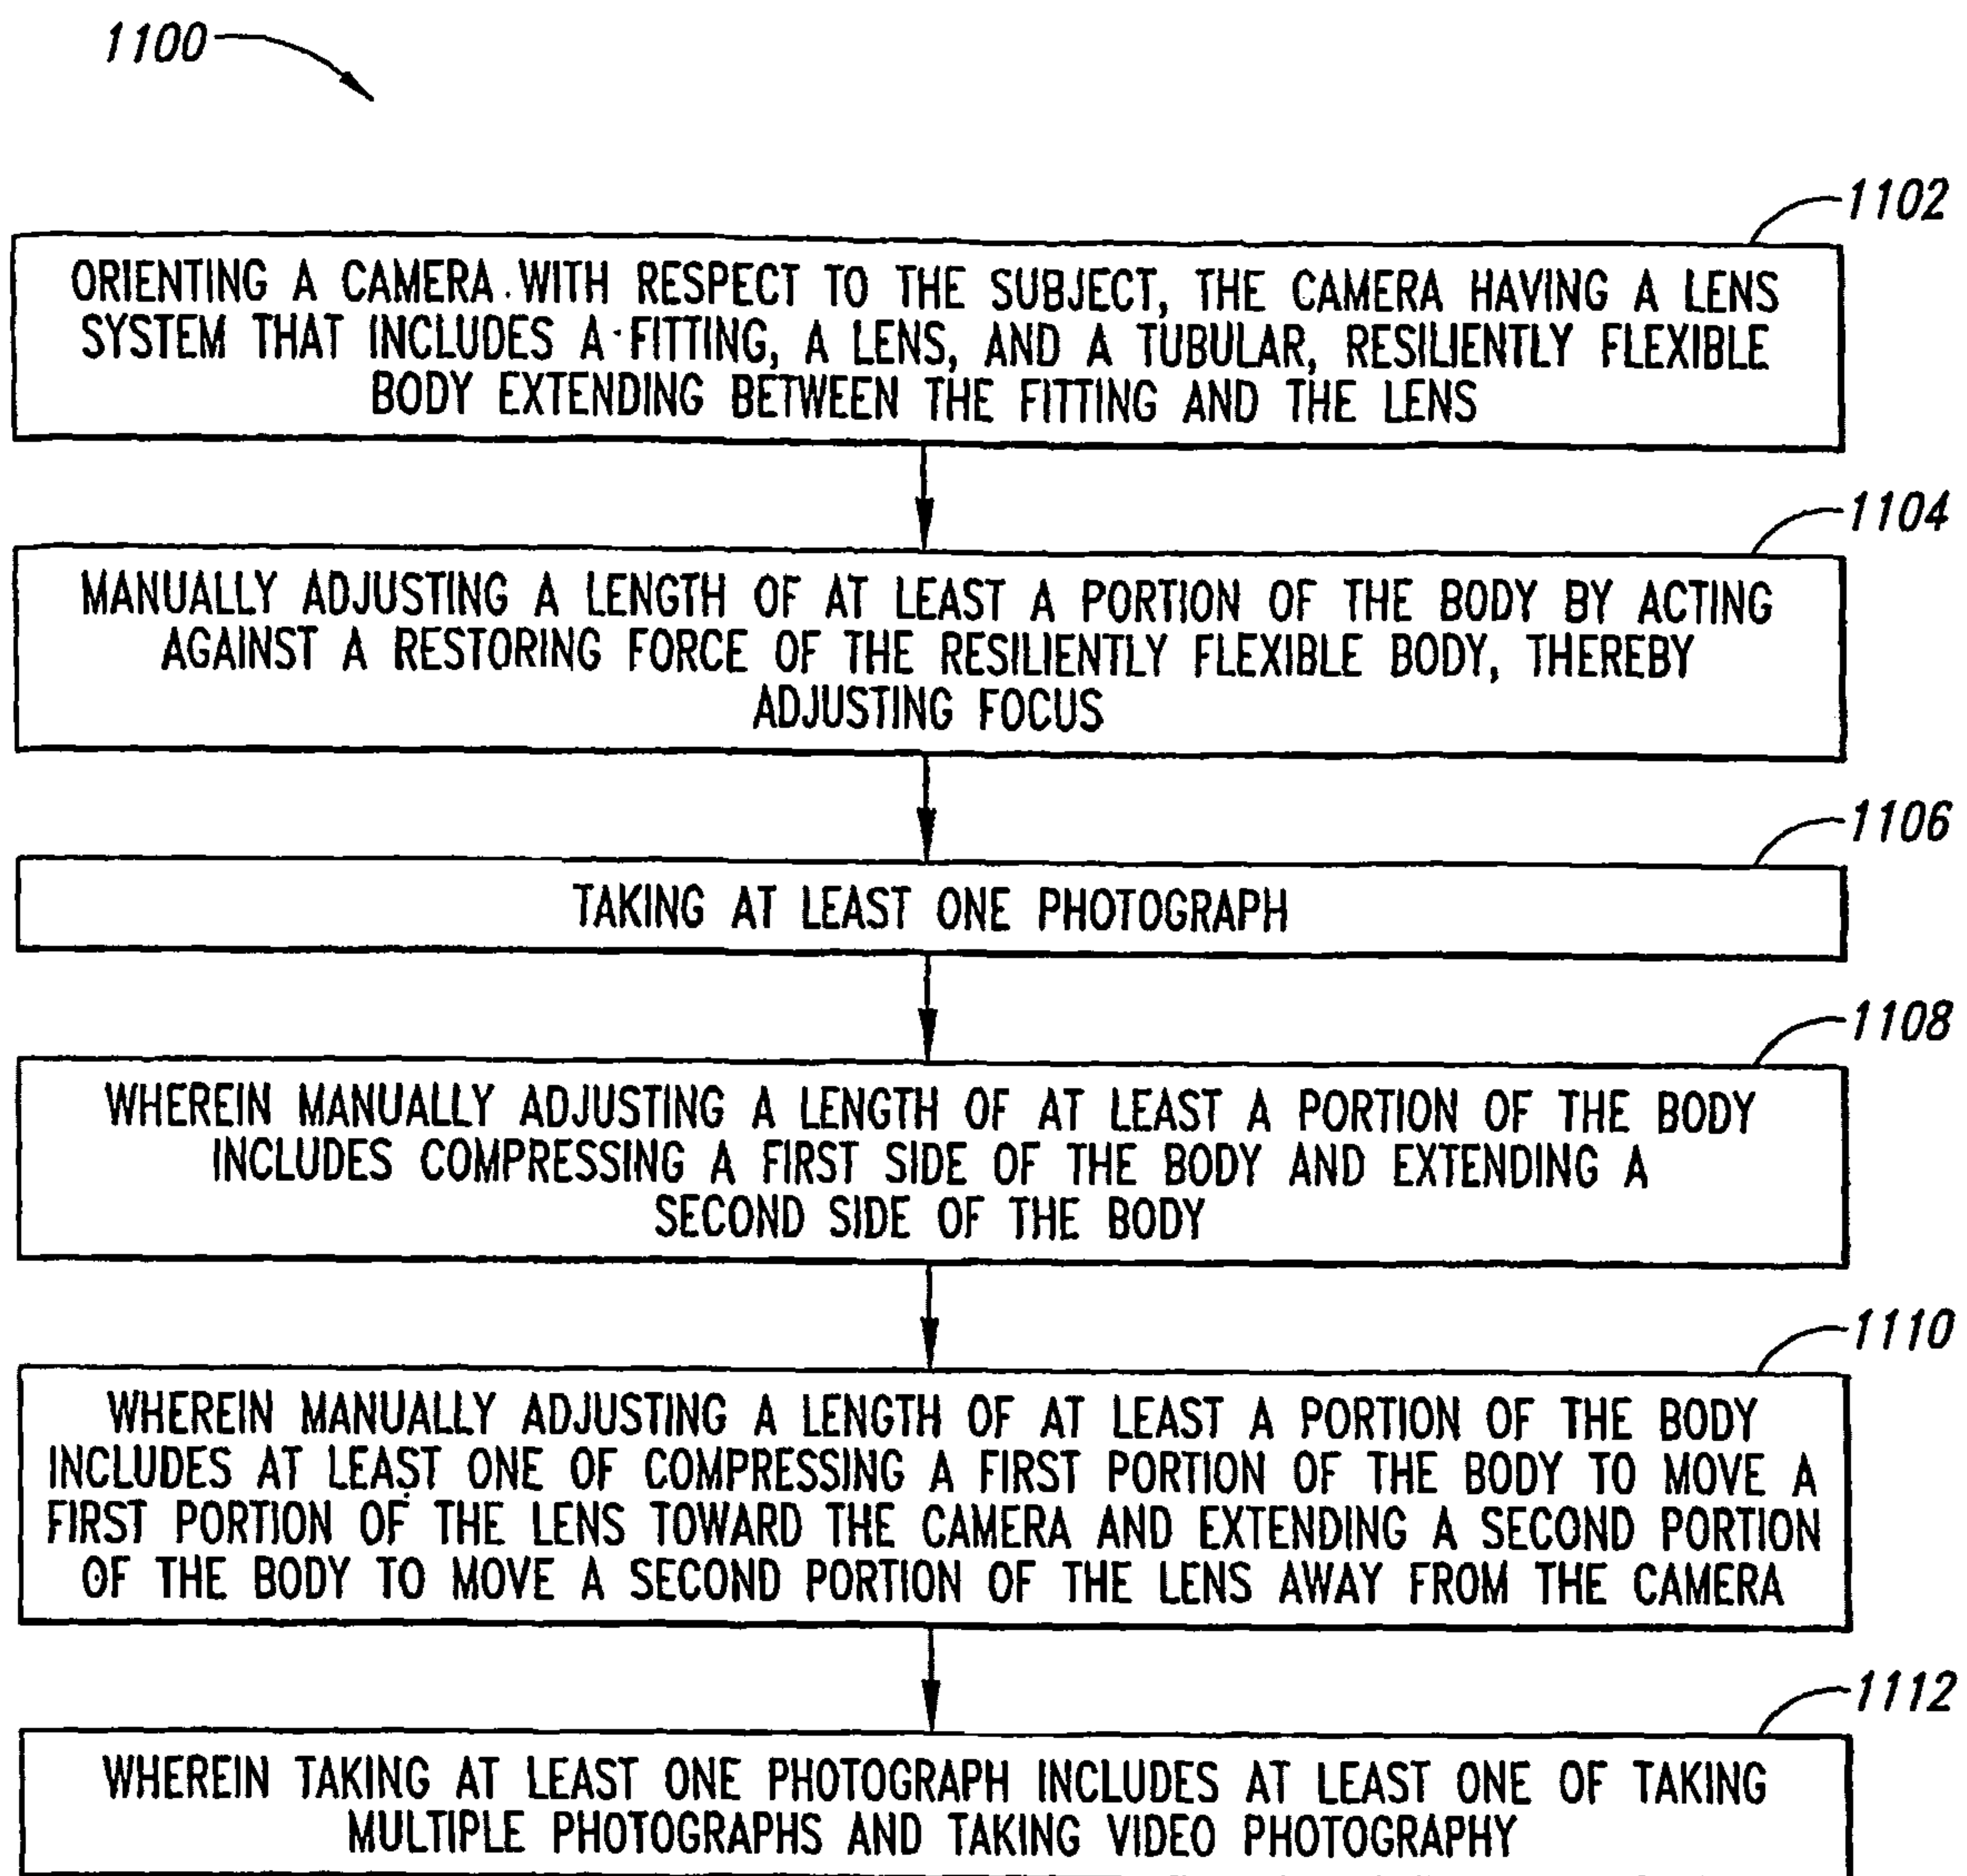 1100
1102
ORIENTING A CAMERA WITH RESPECT TO THE SUBJECT, THE CAMERA HAVING A LENS
SYSTEM THAT INCLUDES A FITTING, A LENS, AND A TUBULAR, RESILIENTLY FLEXIBLE
BODY EXTENDING BETWEEN THE FITTING AND THE LENS
1104
MANUALLY ADJUSTING A LENGTH OF AT LEAST A PORTION OF THE BODY BY ACTING
AGAINST A RESTORING FORCE OF THE RESILIENTLY FLEXIBLE BODY, THEREBY
ADJUSTING FOCUS
1106
TAKING AT LEAST ONE PHOTOGRAPH
1108
WHEREIN MANUALLY ADJUSTING A LENGTH OF AT LEAST A PORTION OF THE BODY
INCLUDES COMPRESSING A FIRST SIDE OF THE BODY AND EXTENDING A
SECOND SIDE OF THE BODY
1110
WHEREIN MANUALLY ADJUSTING A LENGTH OF AT LEAST A PORTION OF THE BODY
INCLUDES AT LEAST ONE OF COMPRESSING A FIRST PORTION OF THE BODY TO MOVE A
FIRST PORTION OF THE LENS TOWARD THE CAMERA AND EXTENDING A SECOND PORTION
OF THE BODY TO MOVE A SECOND PORTION OF THE LENS AWAY FROM THE CAMERA
1112
WHEREIN TAKING AT LEAST ONE PHOTOGRAPH INCLUDES AT LEAST ONE OF TAKING
MULTIPLE PHOTOGRAPHS AND TAKING VIDEO PHOTOGRAPHY